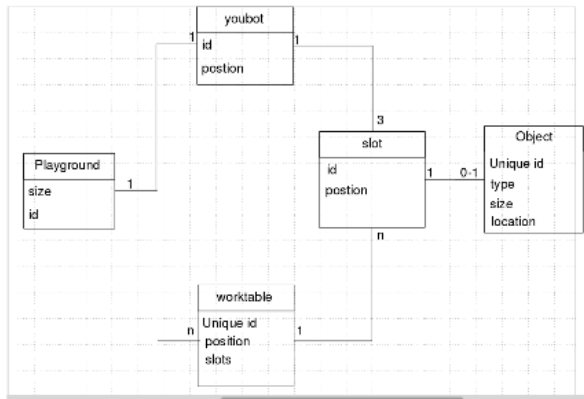 youbot
1
id
1
postion
3
slot
id
postion
1
0-1
n
Object
Unique id
type
size
location
Playground
size
1
id
worktable
Unique id
n
position
1
slots